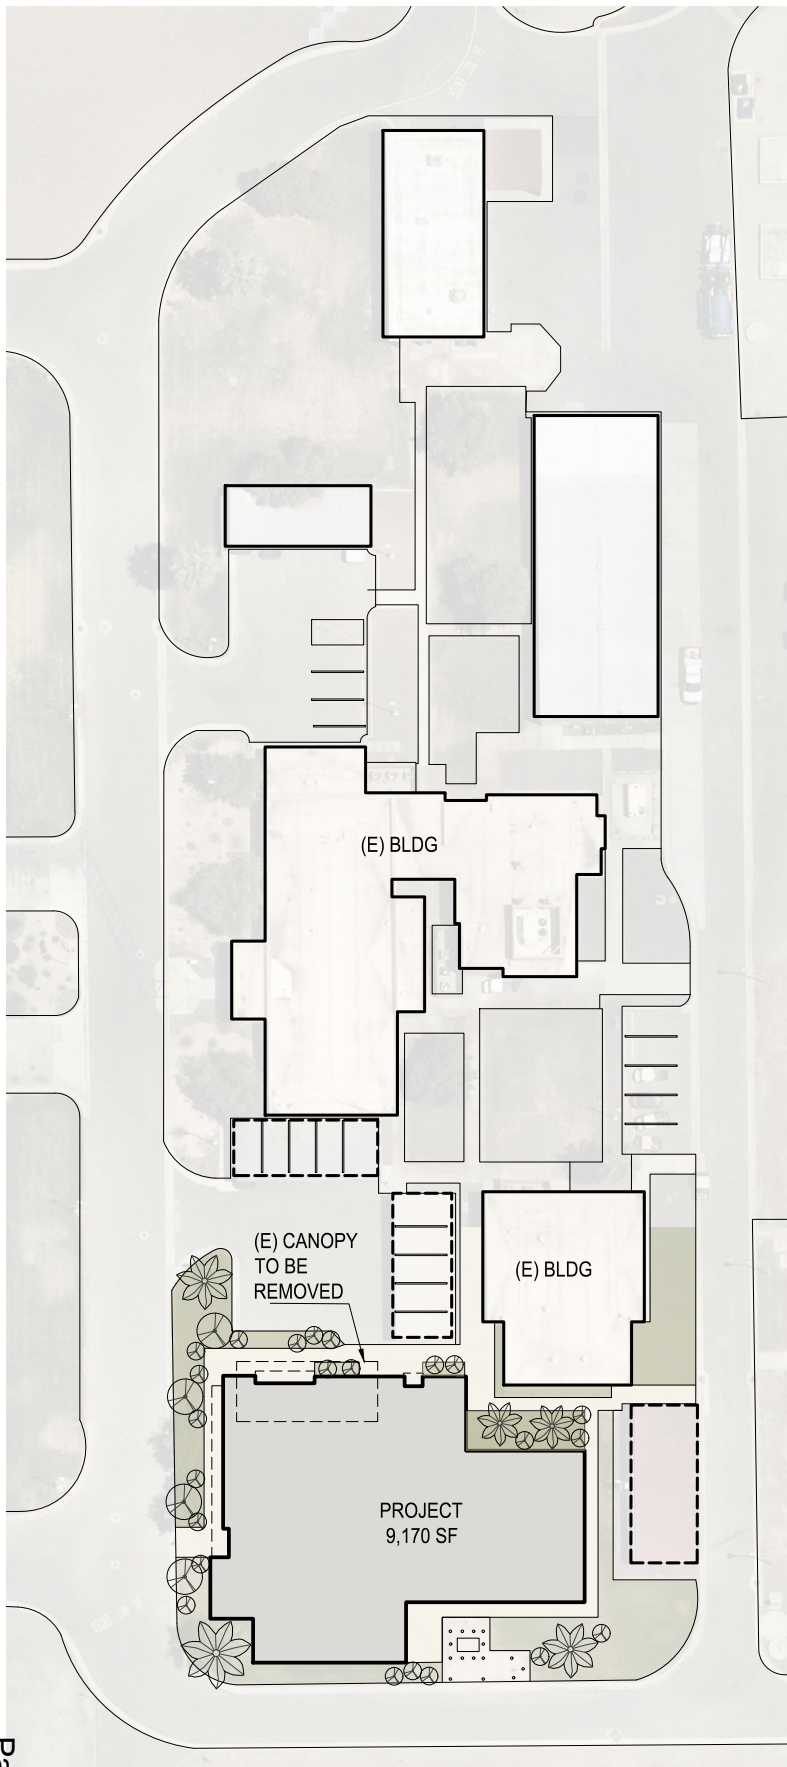 (E) BLDG
(E) CANOPY
TO BE
REMOVED
(E) BLDG
PROJECT
9,170 SF